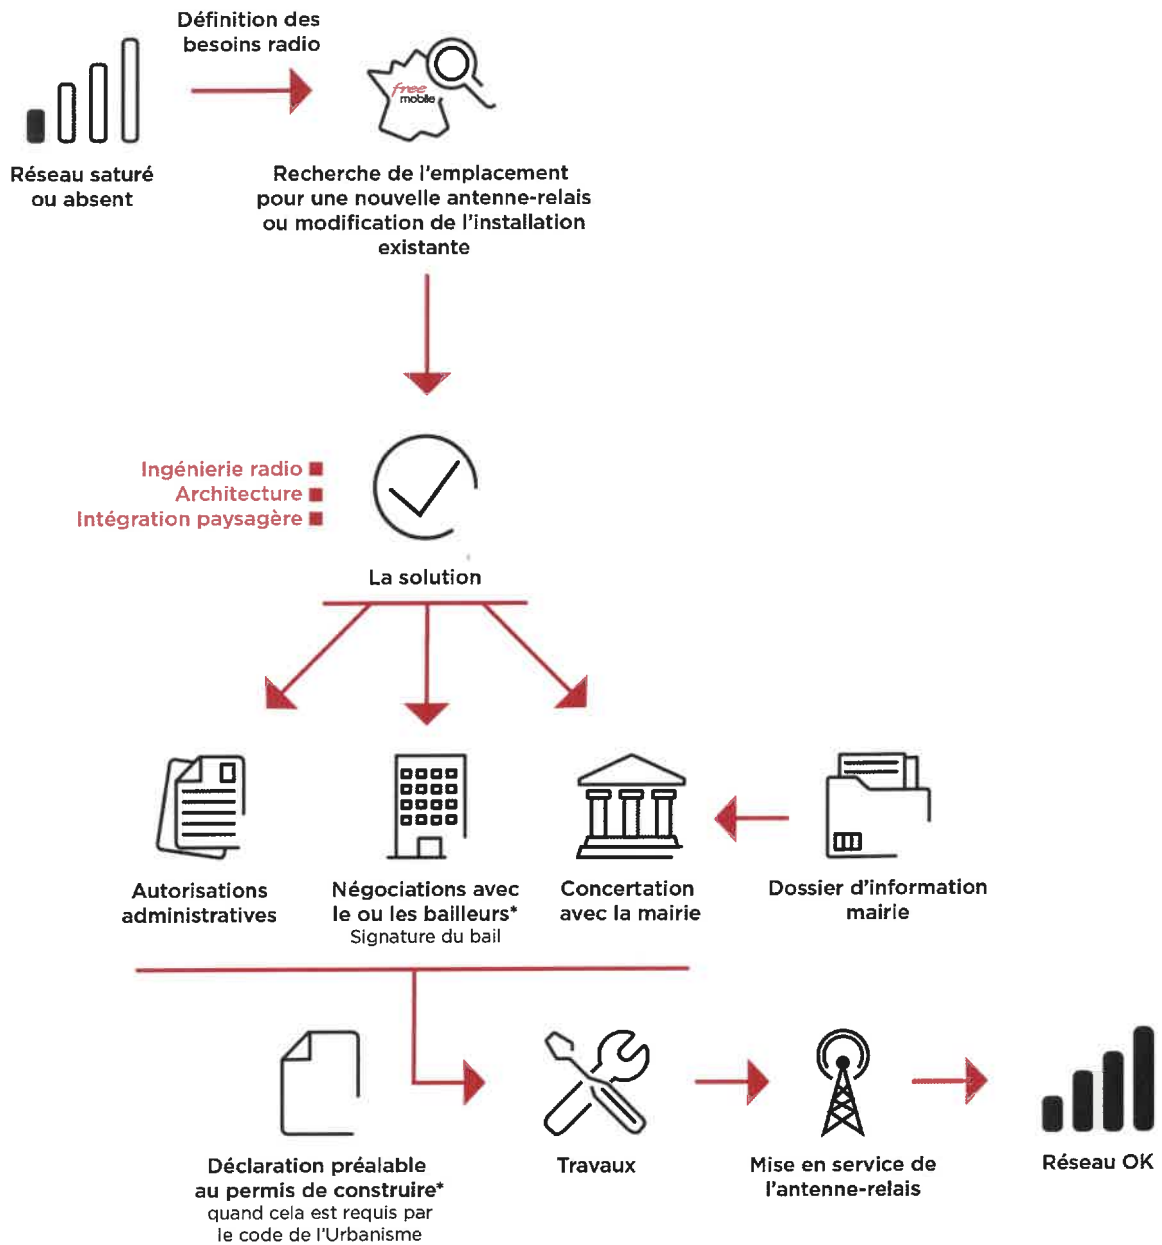 Définition des
besoins radio
free
mobile
Réseau saturé
ou absent
Recherche de l'emplacement
pour une nouvelle antenne-relais
ou modification de l'installation
existante
Ingénierie radio
Architecture
Intégration paysagère
La solution
Autorisations
administratives
Négociations avec
le ou les bailleurs*
Signature du bail
Concertation
avec la mairie
Dossier d'information
mairie
Déclaration préalable
au permis de construire*
quand cela est requis par
le code de l'Urbanisme
Travaux
Mise en service de
l'antenne-relais
Réseau OK